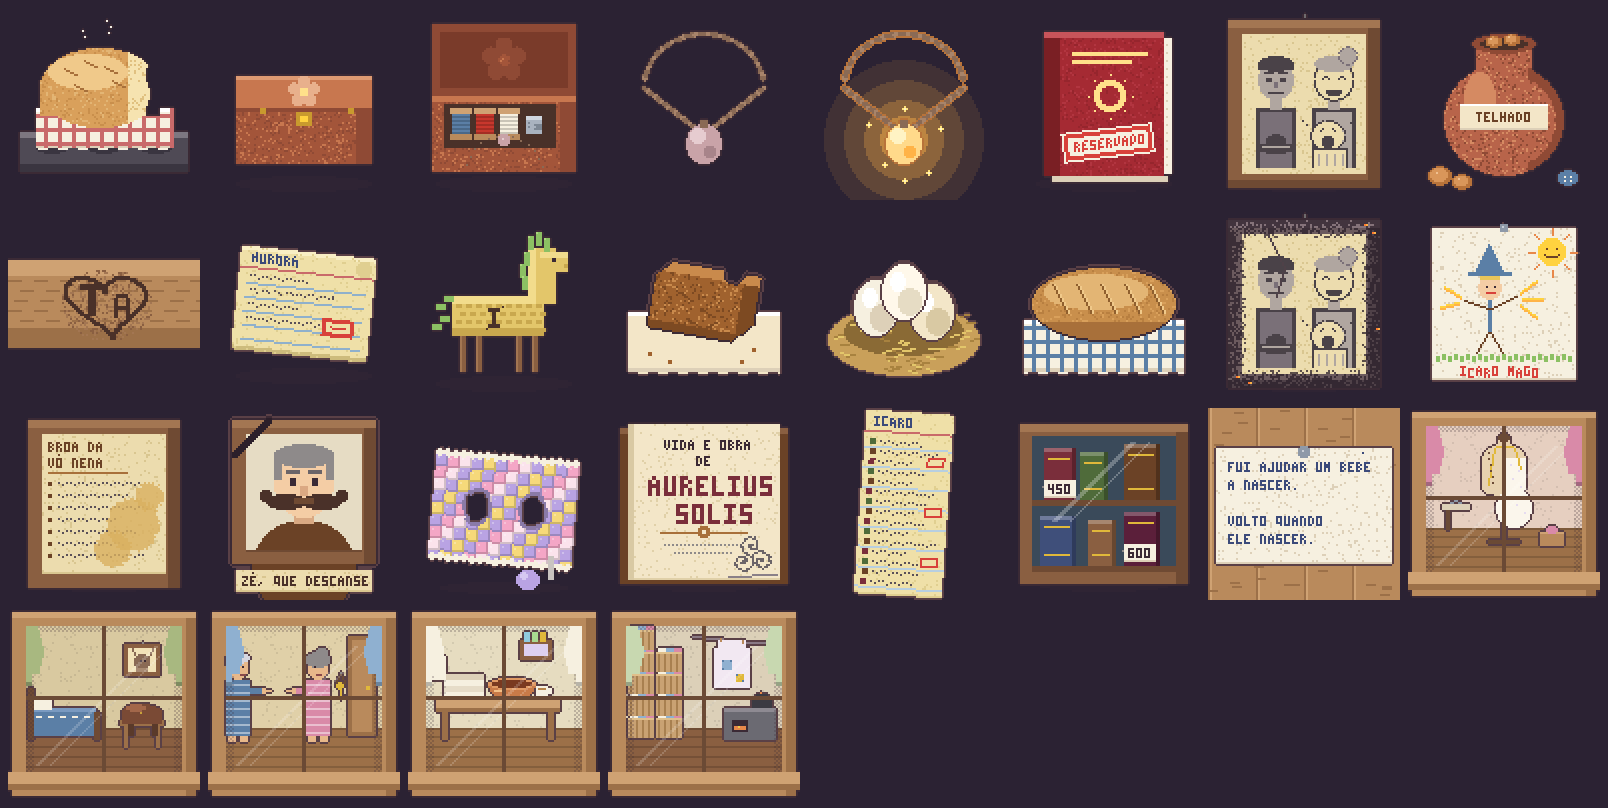 RESERVADO
TELHADO
T A
AURORA
I
ICARO MAGO
BROA DA
VÓ NENA
ZÉ, QUE DESCANSE
VIDA E OBRA
DE
AURELIUS
SOLIS
ICARO
450
600
FUI AJUDAR UM BEBÊ
A NASCER.
VOLTO QUANDO
ELE NASCER.